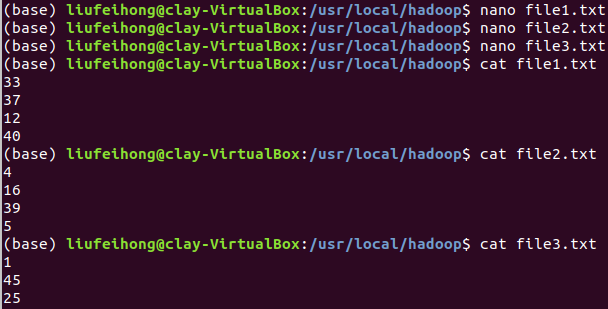 (base) liufeihong@clay-VirtualBox:/usr/local/hadoop$ nano file1.txt
(base) liufeihong@clay-VirtualBox:/usr/local/hadoop$ nano file2.txt
(base) liufeihong@clay-VirtualBox:/usr/local/hadoop$ nano file3.txt
(base) liufeihong@clay-VirtualBox:/usr/local/hadoop$ cat file1.txt
33
37
12
40
(base) liufeihong@clay-VirtualBox:/usr/local/hadoop$ cat file2.txt
4
16
39
5
(base) liufeihong@clay-VirtualBox:/usr/local/hadoop$ cat file3.txt
1
45
25